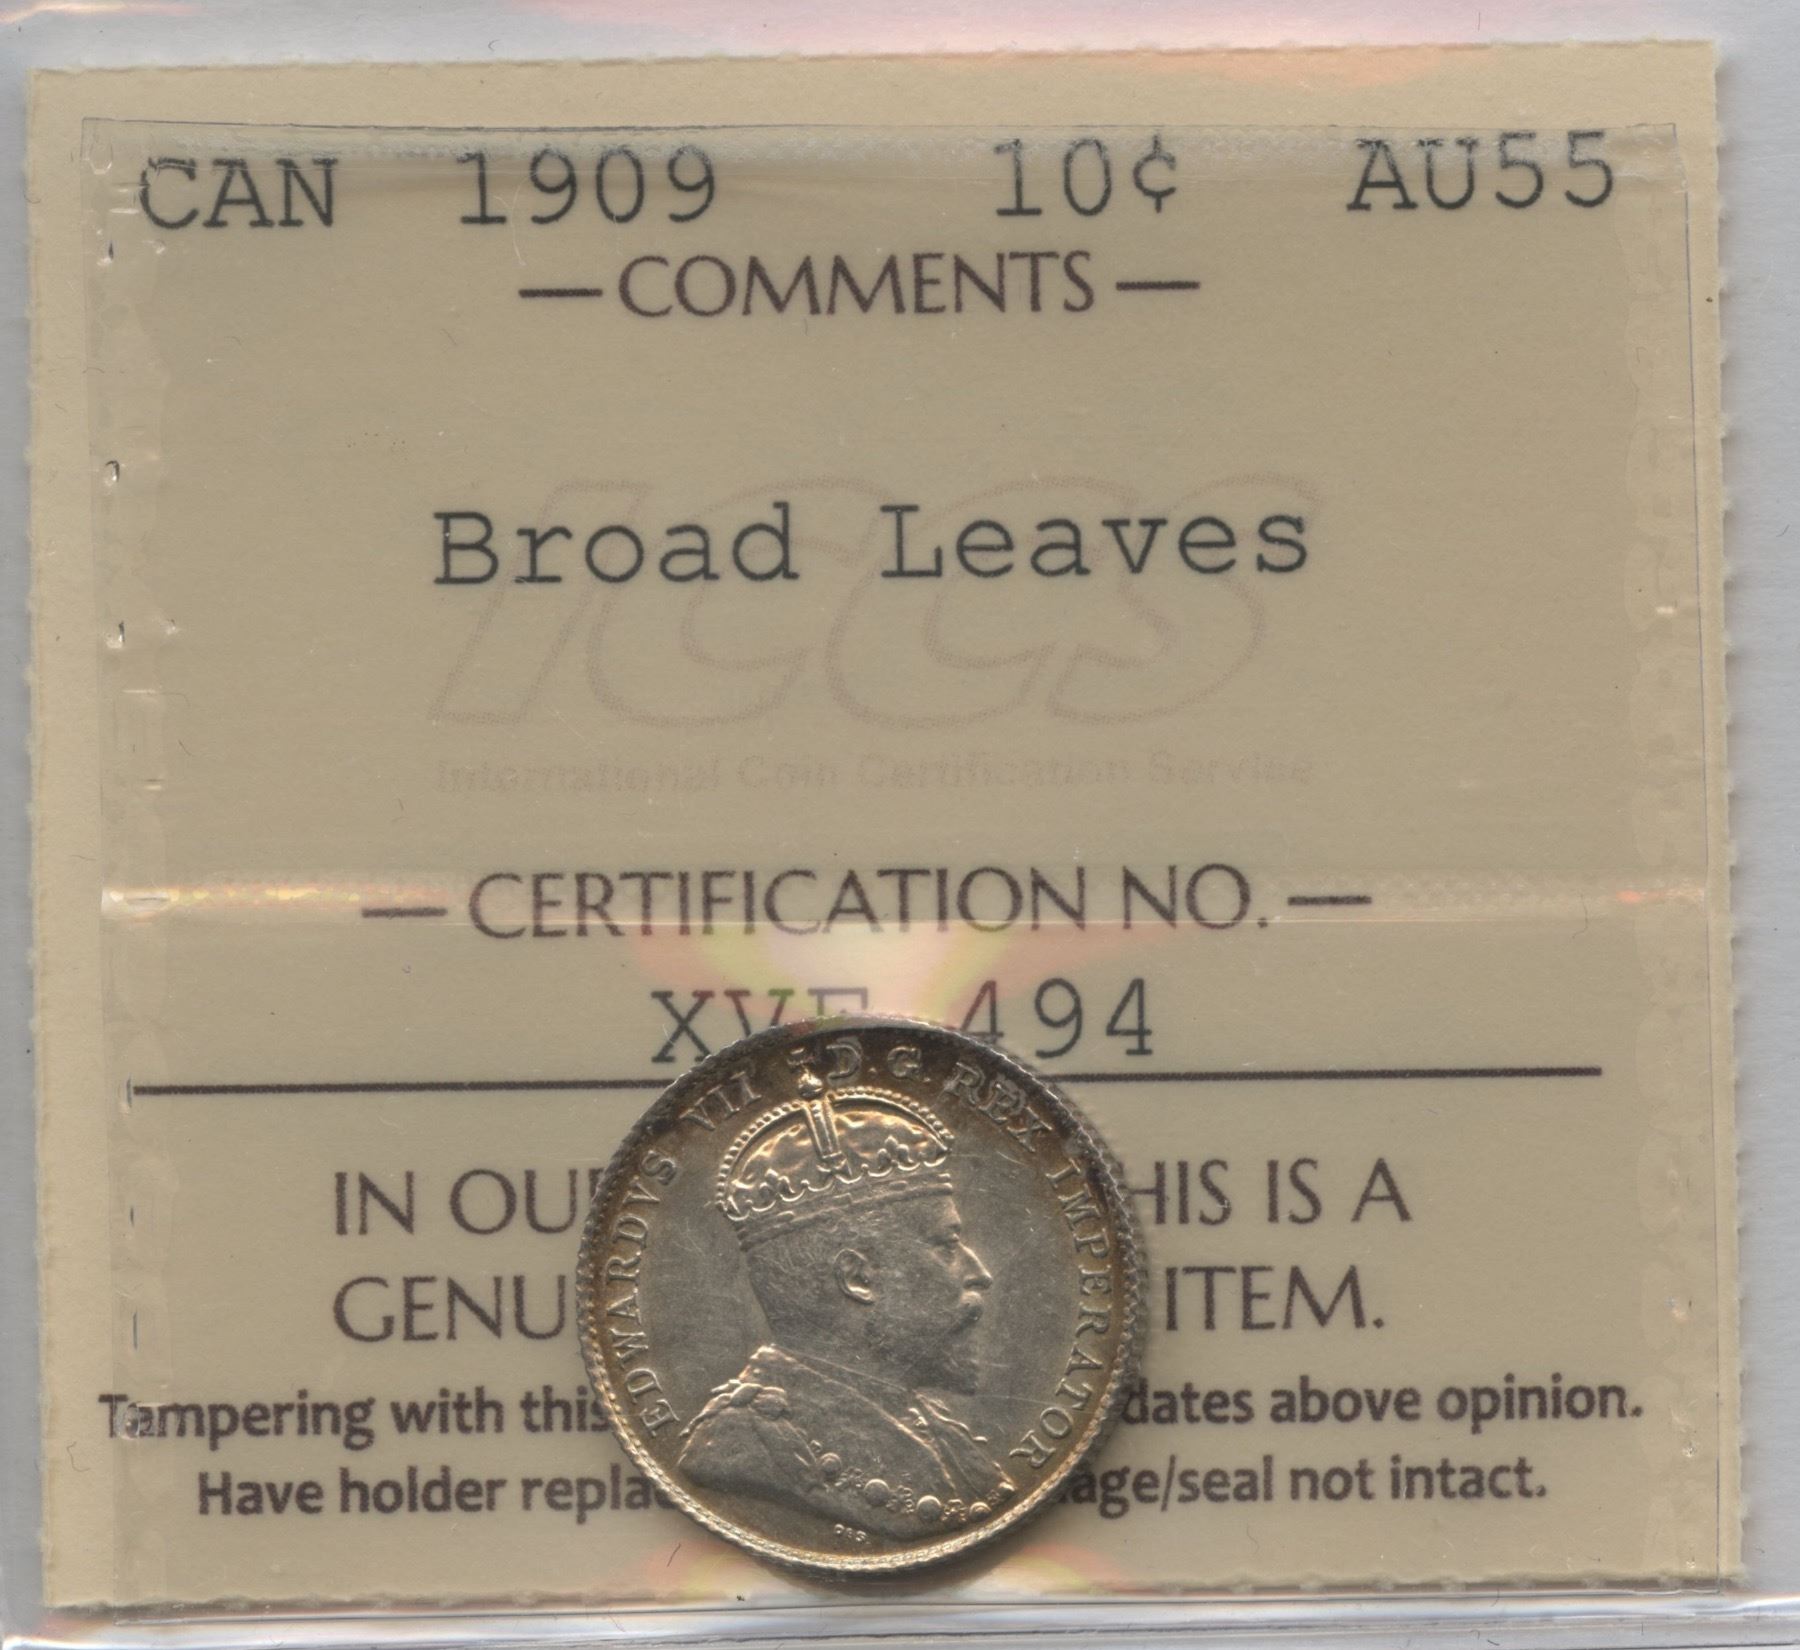 CAN 1909 10¢ AU55
— COMMENTS —
Broad Leaves
ICCS
International Coin Certification Service
— CERTIFICATION NO. —
XVE 494
IN OU HIS IS A
GENU ITEM.
Tampering with this dates above opinion.
Have holder repla age/seal not intact.
EDWARDVS VII D. G. REX IMPERATOR